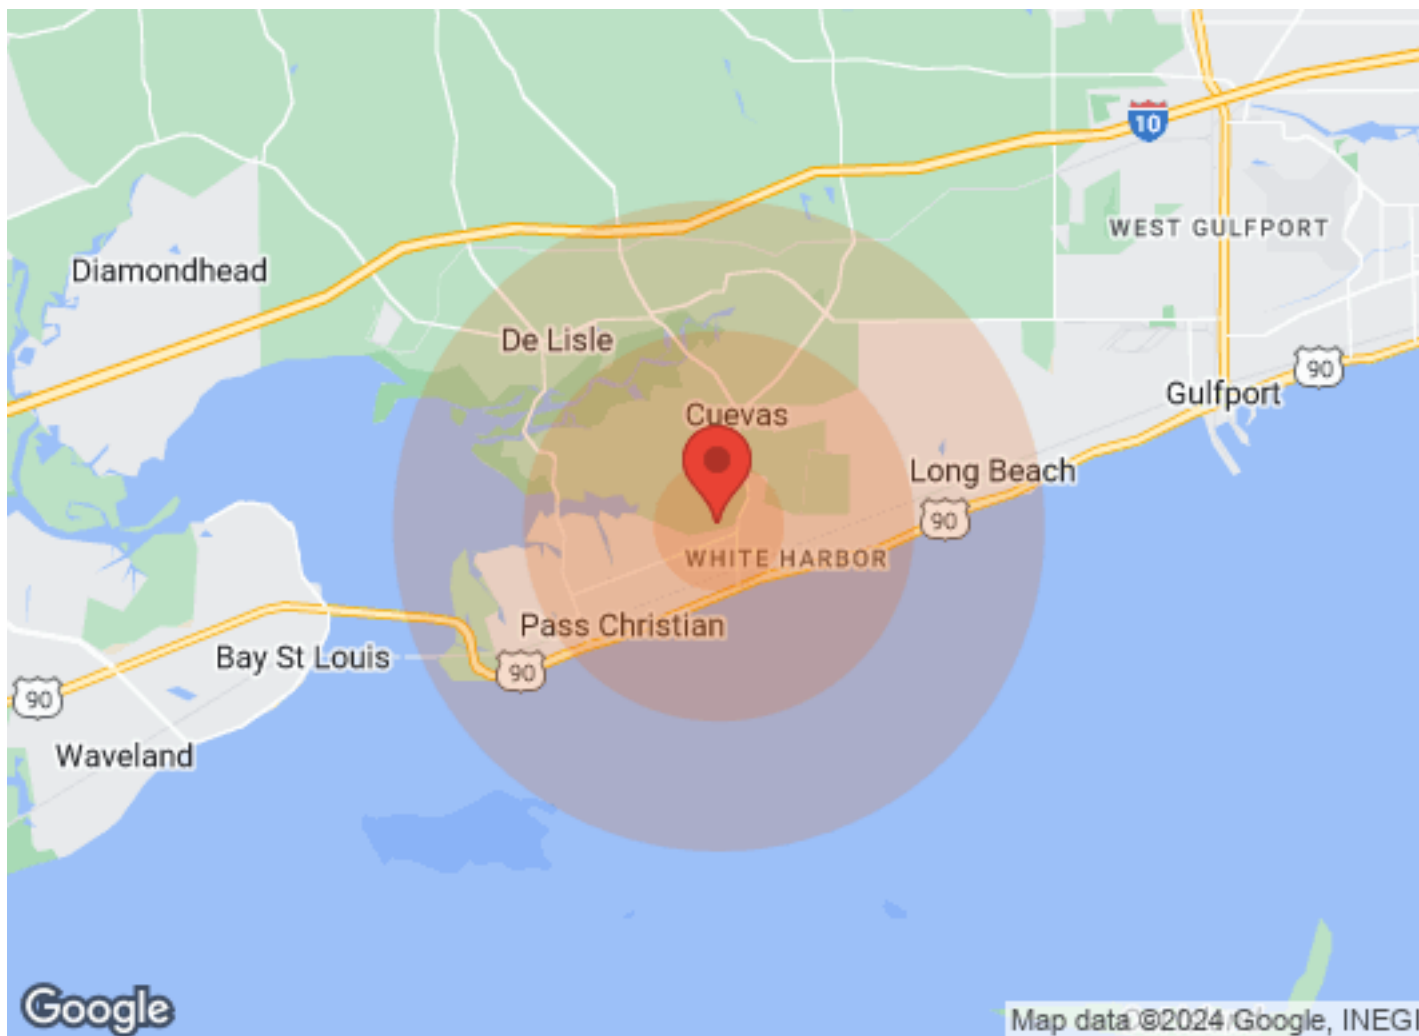 10
WEST GULFPORT
Diamondhead
De Lisle
90
Gulfport
Cuevas
Long Beach
90
WHITE HARBOR
Pass Christian
Bay St Louis
90
90
Waveland
Google
Map data ©2024 Google, INEGI